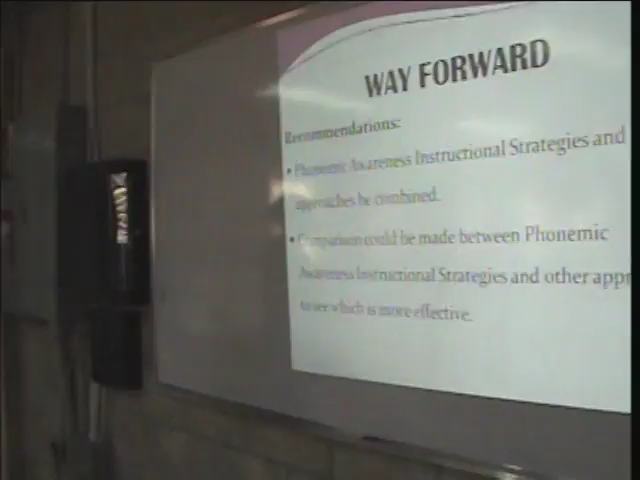 WAY FORWARD
Recommendations:
• Phonemic Awareness Instructional Strategies and
approaches be combined.
• Comparison could be made between Phonemic
Awareness Instructional Strategies and other appr
to see which is more effective.